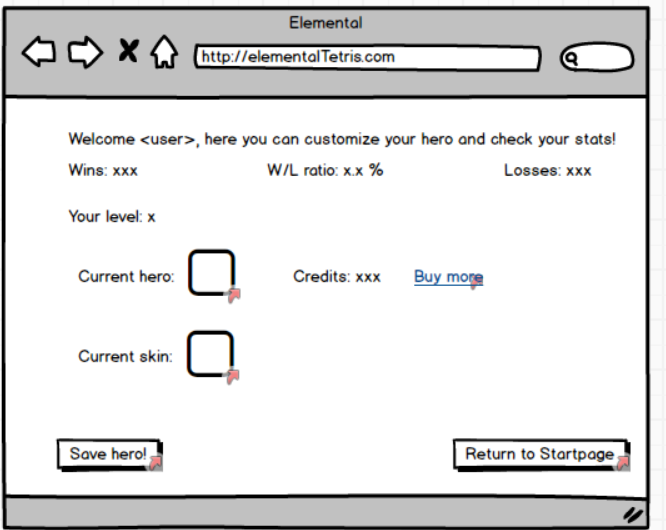 Elemental
http://elementalTetris.com
Welcome <user>, here you can customize your hero and check your stats!
Wins: xxx W/L ratio: x.x % Losses: xxx
Your level: x
Current hero: Credits: xxx Buy more
Current skin:
Save hero! Return to Startpage